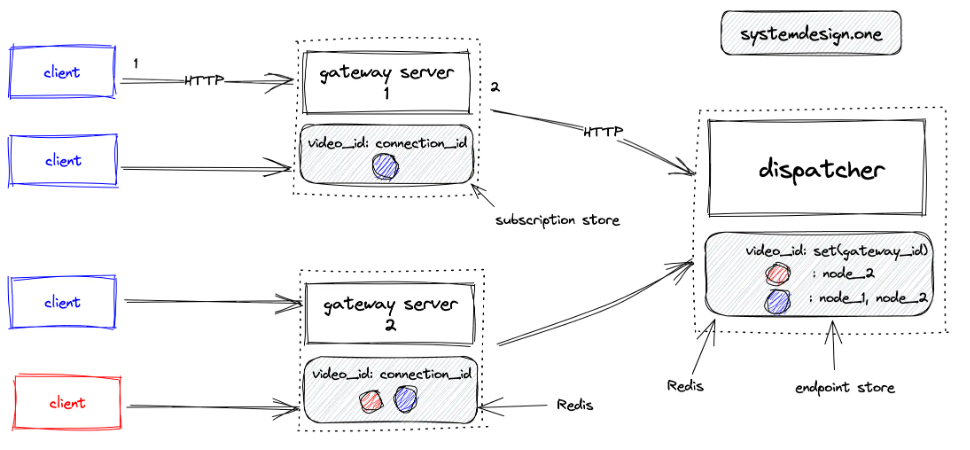 systemdesign.one
client
1
HTTP
gateway server
1
2
HTTP
client
video_id: connection_id
subscription store
dispatcher
video_id: set(gateway_id)
: node_2
: node_1, node_2
client
gateway server
2
client
video_id: connection_id
Redis
Redis
endpoint store